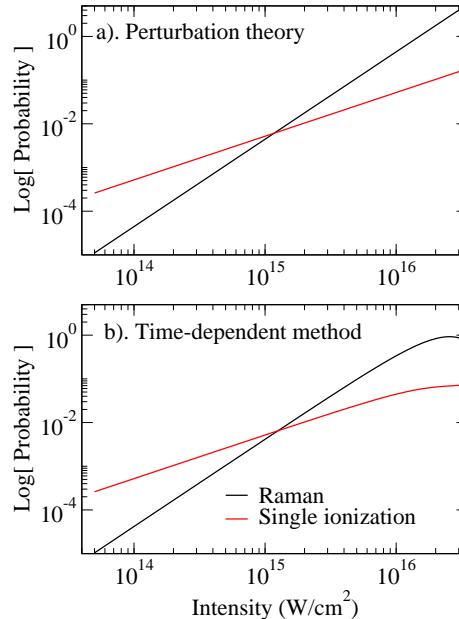 a). Perturbation theory
Log[ Probability ]
10^0
10^-2
10^-4
10^14
10^15
10^16
b). Time-dependent method
Log[ Probability ]
10^0
10^-2
10^-4
Raman
Single ionization
10^14
10^15
10^16
Intensity (W/cm^2)